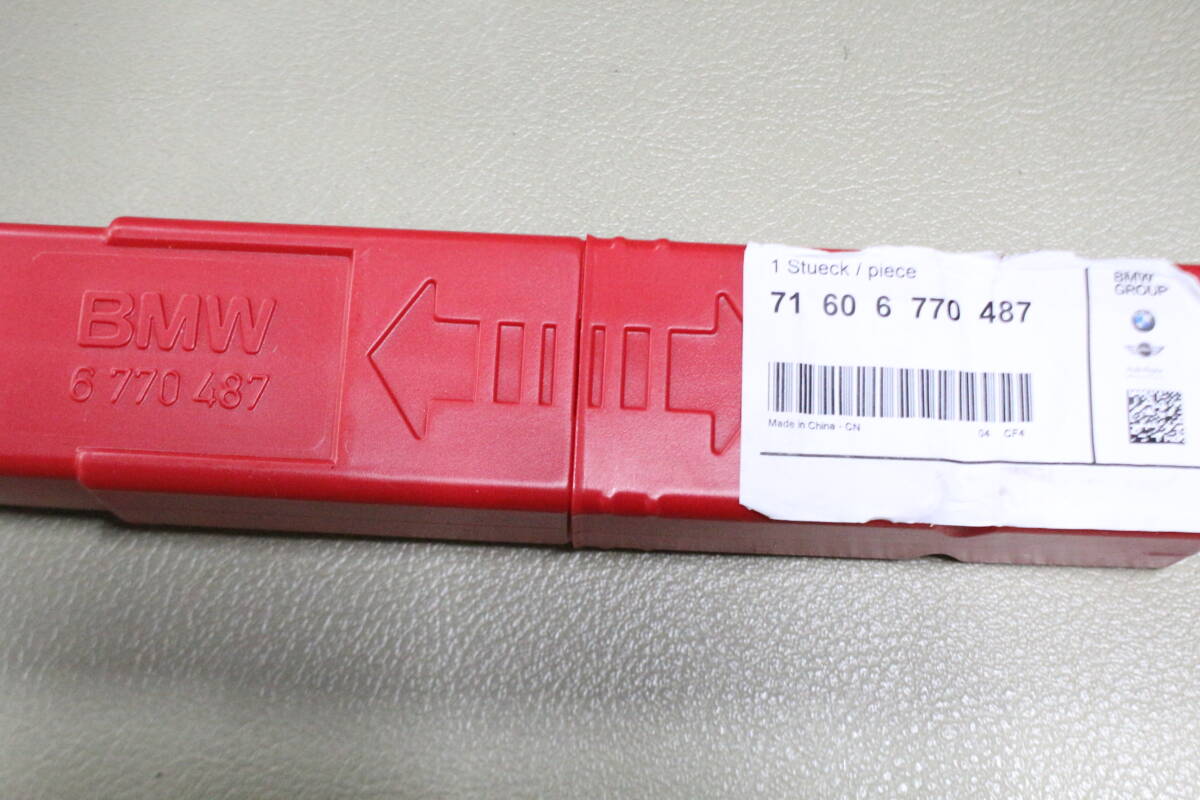 BMW
6 770 487
1 Stueck / piece
71 60 6 770 487
Made in China - CN
04 CF4
BMW
GROUP